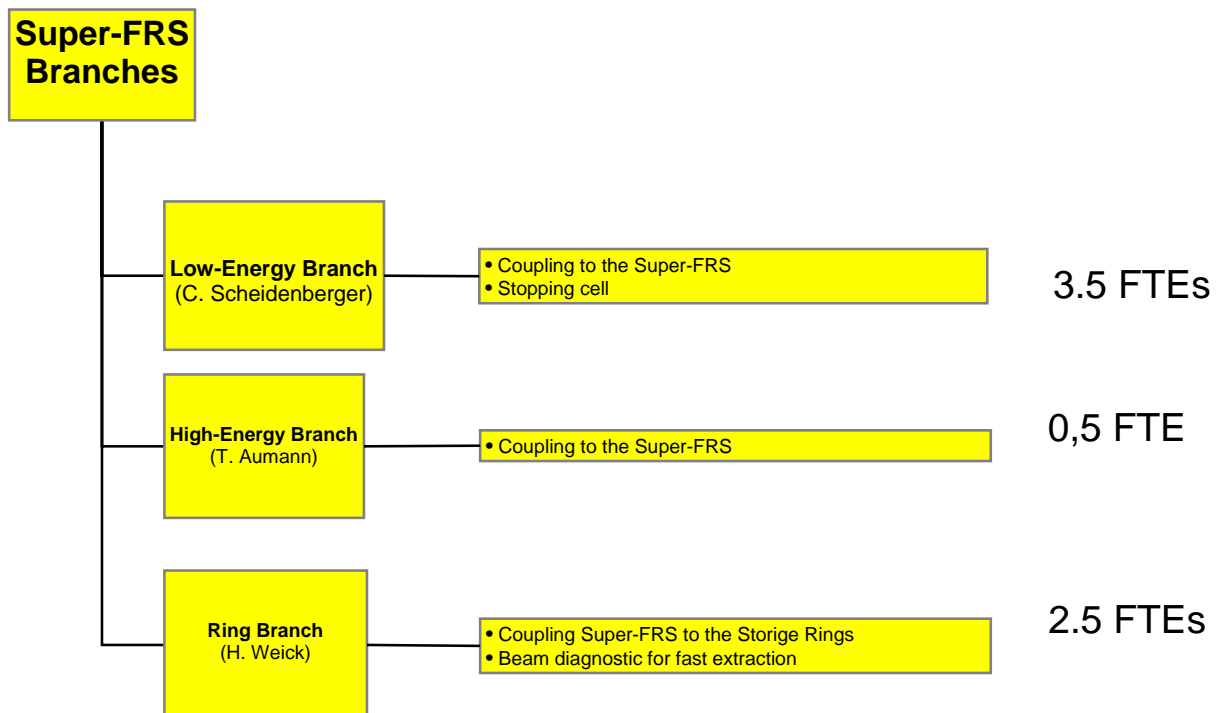 Super-FRS
Branches
Low-Energy Branch
(C. Scheidenberger)
• Coupling to the Super-FRS
• Stopping cell
3.5 FTEs
High-Energy Branch
(T. Aumann)
• Coupling to the Super-FRS
0,5 FTE
Ring Branch
(H. Weick)
• Coupling Super-FRS to the Storige Rings
• Beam diagnostic for fast extraction
2.5 FTEs